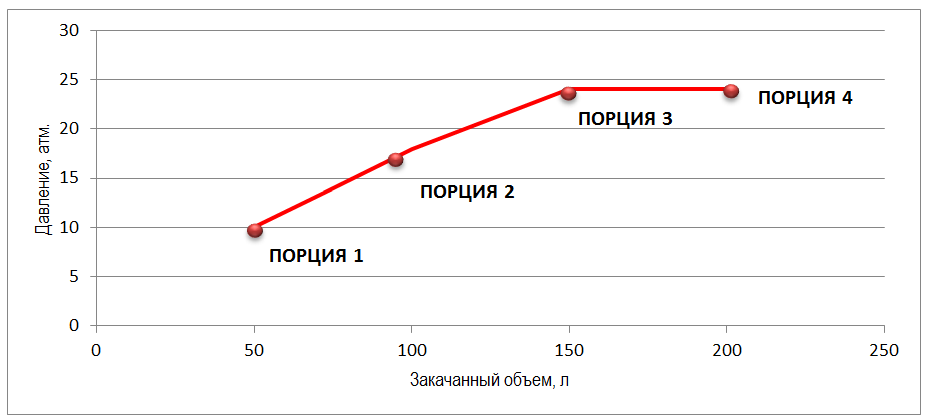 30
25
20
15
10
5
0
Давление, атм.
ПОРЦИЯ 4
ПОРЦИЯ 3
ПОРЦИЯ 2
ПОРЦИЯ 1
0 50 100 150 200 250
Закачанный объем, л